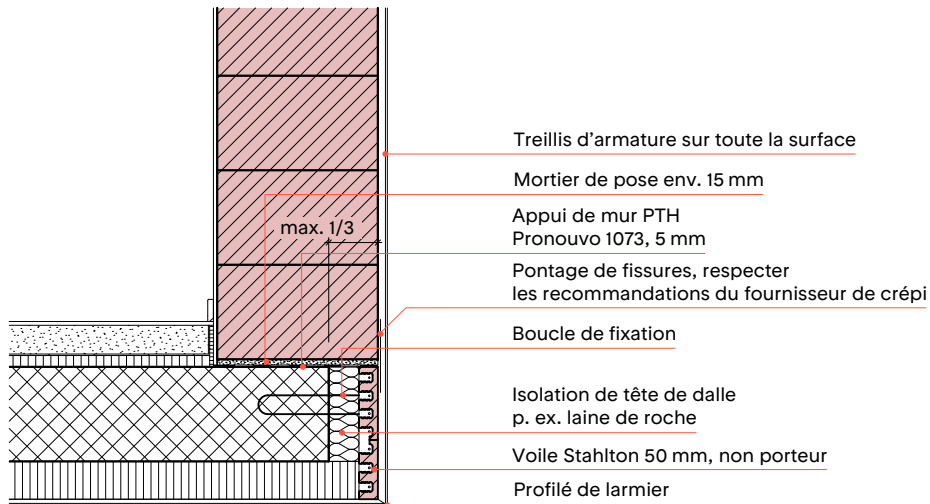 Treillis d’armature sur toute la surface
Mortier de pose env. 15 mm
max. 1/3
Appui de mur PTH
Pronouvo 1073, 5 mm
Pontage de fissures, respecter
les recommandations du fournisseur de crépi
Boucle de fixation
Isolation de tête de dalle
p. ex. laine de roche
Voile Stahlton 50 mm, non porteur
Profilé de larmier